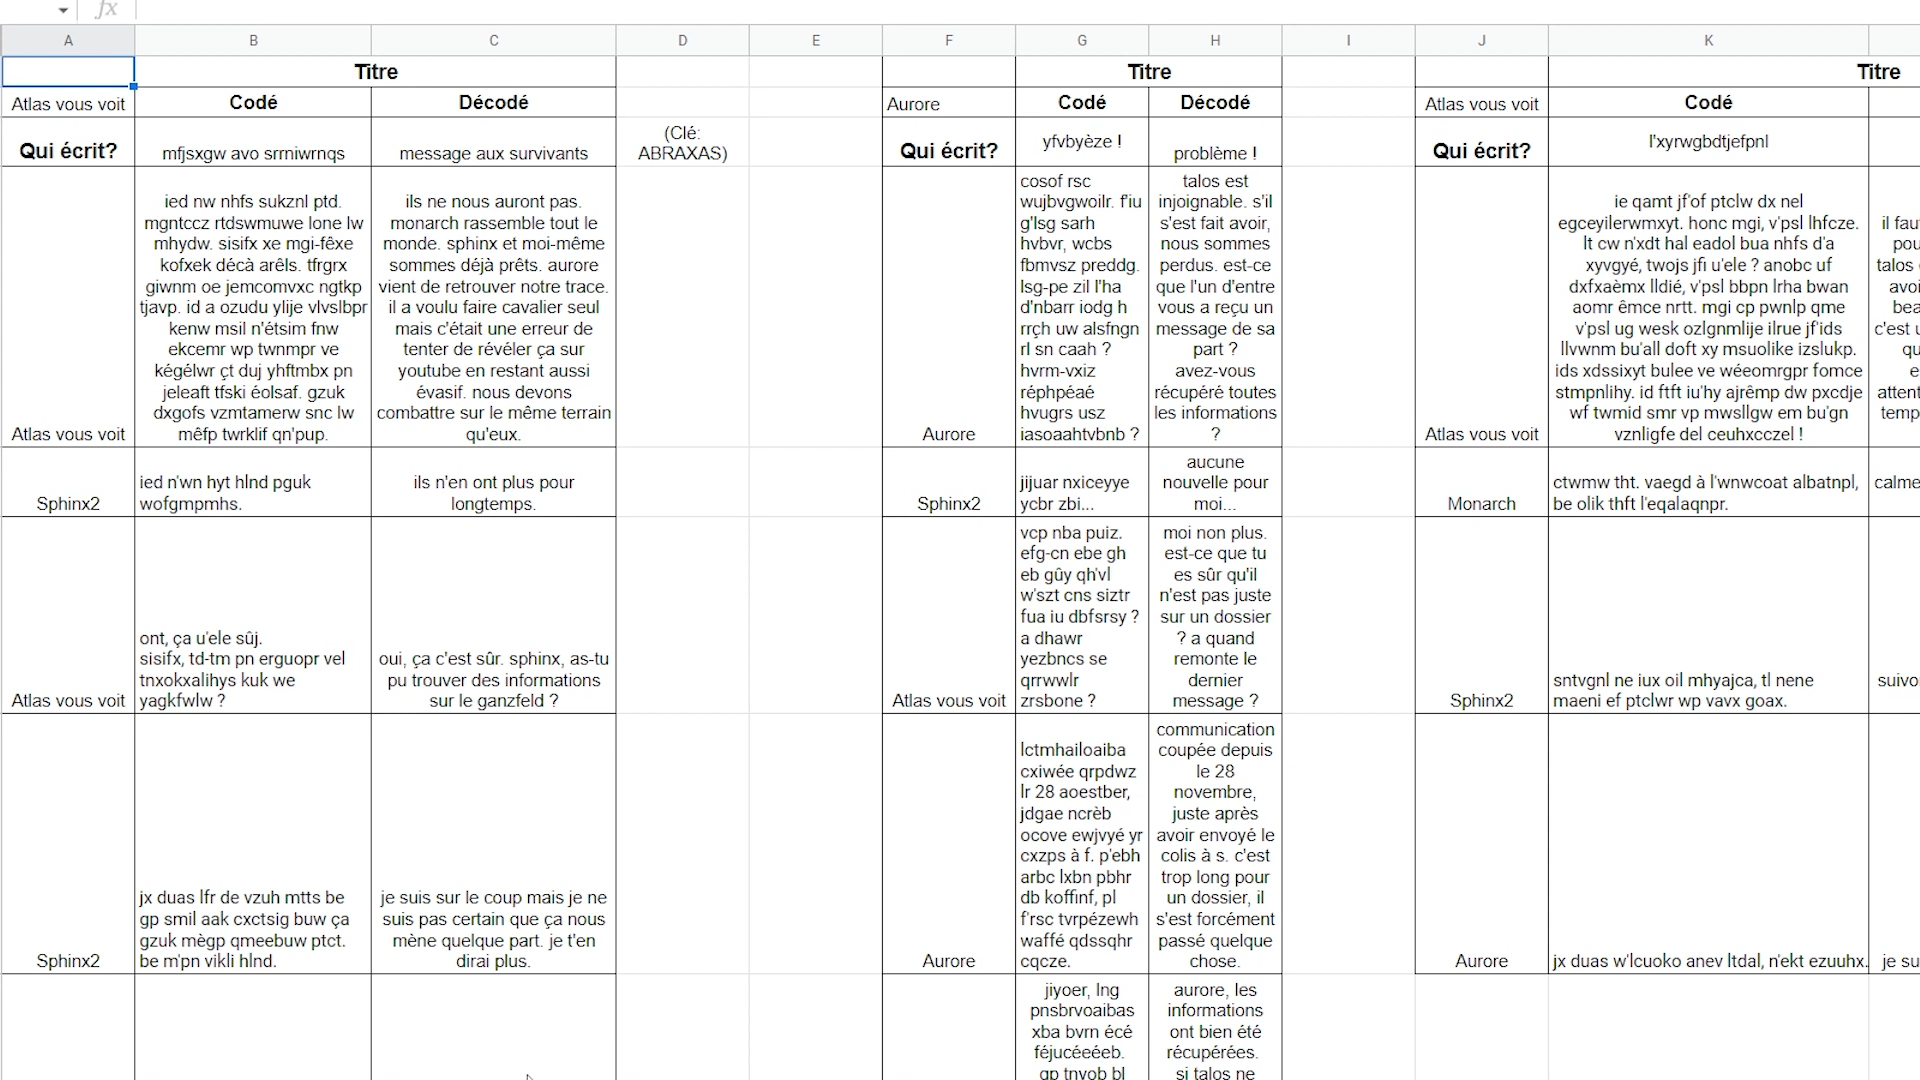 fx
A B C D E F G H I J K
Titre Titre Titre
Atlas vous voit Codé Décodé Aurore Codé Décodé Atlas vous voit Codé
Qui écrit?
mfjsxgw avo srrniwrnqs
message aux survivants
(Clé:
ABRAXAS)
Qui écrit?
yfvbyèze !
problème !
Qui écrit?
l'xyrwgbdtjefpnl
Atlas vous voit
ied nw nhfs sukznl ptd.
mgntccz rtdswmuwe lone lw
mhydw. sisifx xe mgi-fêxe
kofxek décà arêls. tfrgrx
giwnm oe jemcomvxc ngtkp
tjavp. id a ozudu ylije vlvslbpr
kenw msil n'étsim fnw
ekcemr wp twnmpr ve
kégélwr çt duj yhftmbx pn
jeleaft tfski éolsaf. gzuk
dxgofs vzmtamerw snc lw
mêfp twrklif qn'pup.
ils ne nous auront pas.
monarch rassemble tout le
monde. sphinx et moi-même
sommes déjà prêts. aurore
vient de retrouver notre trace.
il a voulu faire cavalier seul
mais c'était une erreur de
tenter de révéler ça sur
youtube en restant aussi
évasif. nous devons
combattre sur le même terrain
qu'eux.
Aurore
cosof rsc
wujbvgwoilr. f'iu
g'lsg sarh
hvbvr, wcbs
fbmvsz preddg.
lsg-pe zil l'ha
d'nbarr iodg h
rrçh uw alsfngn
rl sn caah ?
hvrm-vxiz
réphpéaé
hvugrs usz
iasoaahtvbnb ?
talos est
injoignable. s'il
s'est fait avoir,
nous sommes
perdus. est-ce
que l'un d'entre
vous a reçu un
message de sa
part ?
avez-vous
récupéré toutes
les informations
?
Atlas vous voit
ie qamt jf'of ptclw dx nel
egceyilerwmxyt. honc mgi, v'psl lhfcze.
lt cw n'xdt hal eadol bua nhfs d'a
xyvgyé, twojs jfi u'ele ? anobc uf
dxfxaèmx lldié, v'psl bbpn lrha bwan
aomr êmce nrtt. mgi cp pwnlp qme
v'psl ug wesk ozlgnmlije ilrue jf'ids
llvwnm bu'all doft xy msuolike izslukp.
ids xdssixyt bulee ve wéeomrgpr fomce
stmpnlihy. id ftft iu'hy ajrêmp dw pxcdje
wf twmid smr vp mwsllgw em bu'gn
vznligfe del ceuhxcczel !
il fau
pou
talos
avoi
bea
c'est u
qu
e
attent
temp
Sphinx2
ied n'wn hyt hlnd pguk
wofgmpmhs.
ils n'en ont plus pour
longtemps.
Sphinx2
jijuar nxiceyye
ycbr zbi...
aucune
nouvelle pour
moi...
Monarch
ctwmw tht. vaegd à l'wnwcoat albatnpl,
be olik thft l'eqalaqnpr.
calme
Atlas vous voit
ont, ça u'ele sûj.
sisifx, td-tm pn erguopr vel
tnxokxalihys kuk we
yagkfwlw ?
oui, ça c'est sûr. sphinx, as-tu
pu trouver des informations
sur le ganzfeld ?
Atlas vous voit
vcp nba puiz.
efg-cn ebe gh
eb gûy qh'vl
w'szt cns siztr
fua iu dbfsrsy ?
a dhawr
yezbncs se
qrrwwlr
zrsbone ?
moi non plus.
est-ce que tu
es sûr qu'il
n'est pas juste
sur un dossier
? a quand
remonte le
dernier
message ?
Sphinx2
sntvgnl ne iux oil mhyajca, tl nene
maeni ef ptclwr wp vavx goax.
suivo
Sphinx2
jx duas lfr de vzuh mtts be
gp smil aak cxctsig buw ça
gzuk mègp qmeebuw ptct.
be m'pn vikli hlnd.
je suis sur le coup mais je ne
suis pas certain que ça nous
mène quelque part. je t'en
dirai plus.
Aurore
lctmhailoaiba
cxiwée qrpdwz
lr 28 aoestber,
jdgae ncrèb
ocove ewjvyé yr
cxzps à f. p'ebh
arbc lxbn pbhr
db koffinf, pl
f'rsc tvrpézewh
waffé qdssqhr
cqcze.
communication
coupée depuis
le 28
novembre,
juste après
avoir envoyé le
colis à s. c'est
trop long pour
un dossier, il
s'est forcément
passé quelque
chose.
Aurore
jx duas w'lcuoko anev ltdal, n'ekt ezuuhx.
je su
jiyoer, lng
pnsbrvoaibas
xba bvrn écé
féjucéeéeb.
gp tnvob bl
aurore, les
informations
ont bien été
récupérées.
si talos ne